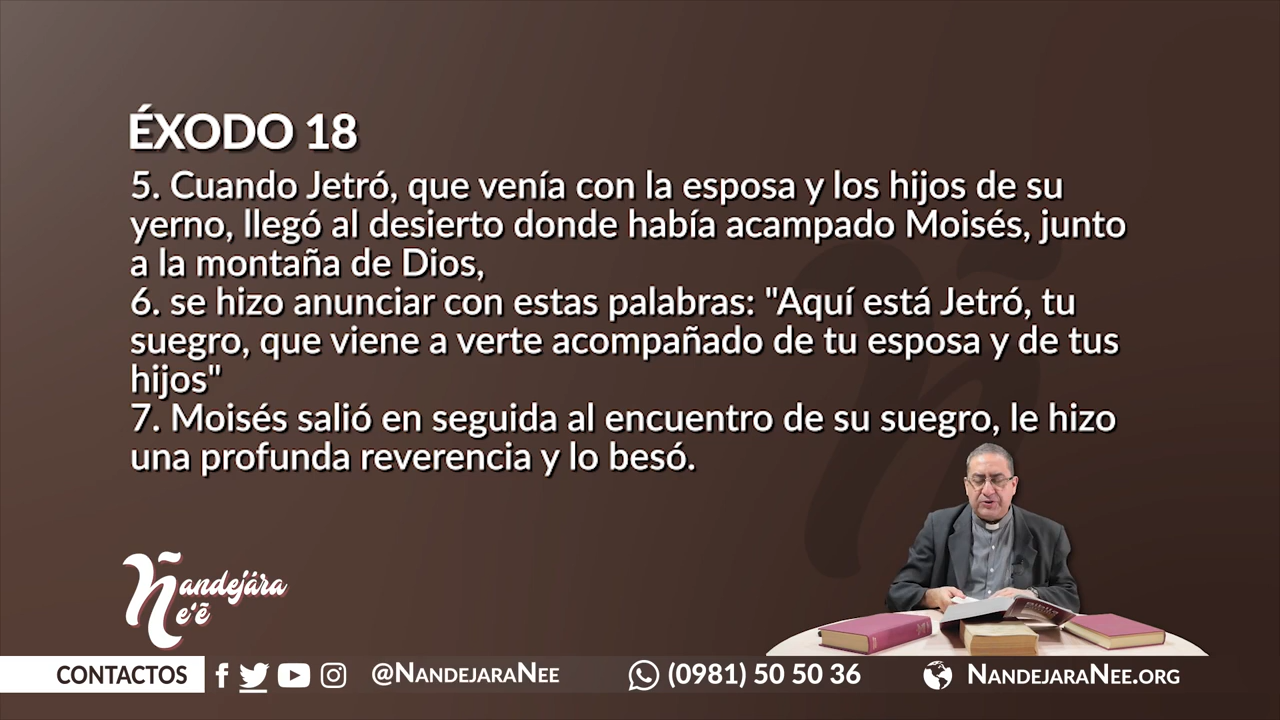 ÉXODO 18
5. Cuando Jetró, que venía con la esposa y los hijos de su
yerno, llegó al desierto donde había acampado Moisés, junto
a la montaña de Dios,
6. se hizo anunciar con estas palabras: "Aquí está Jetró, tu
suegro, que viene a verte acompañado de tu esposa y de tus
hijos"
7. Moisés salió en seguida al encuentro de su suegro, le hizo
una profunda reverencia y lo besó.
Ñandejára
Ñe'ẽ
CONTACTOS
@NANDEJARANEE
(0981) 50 50 36
NANDEJARANEE.ORG